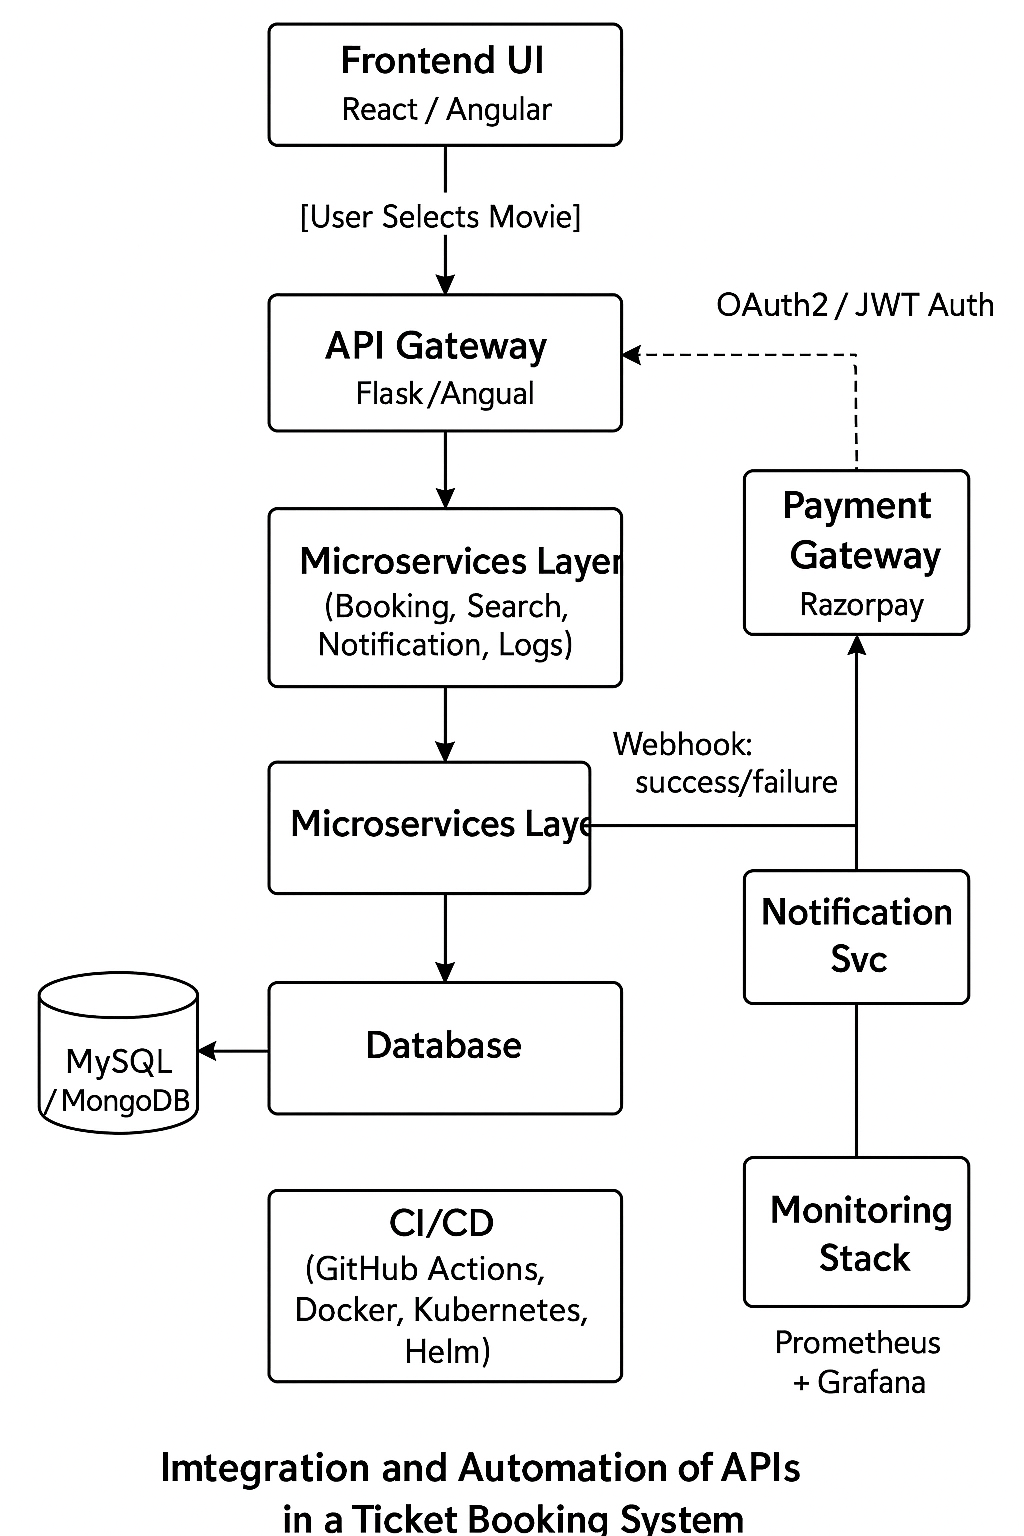 Frontend UI
React / Angular
[User Selects Movie]
OAuth2 / JWT Auth
API Gateway
Flask/Angual
Payment
Gateway
Razorpay
Microservices Layer
(Booking, Search,
Notification, Logs)
Webhook:
success/failure
Microservices Laye
Notification
Svc
Database
MySQL
/MongoDB
Monitoring
Stack
Prometheus
+ Grafana
CI/CD
(GitHub Actions,
Docker, Kubernetes,
Helm)
Imtegration and Automation of APIs
in a Ticket Booking System